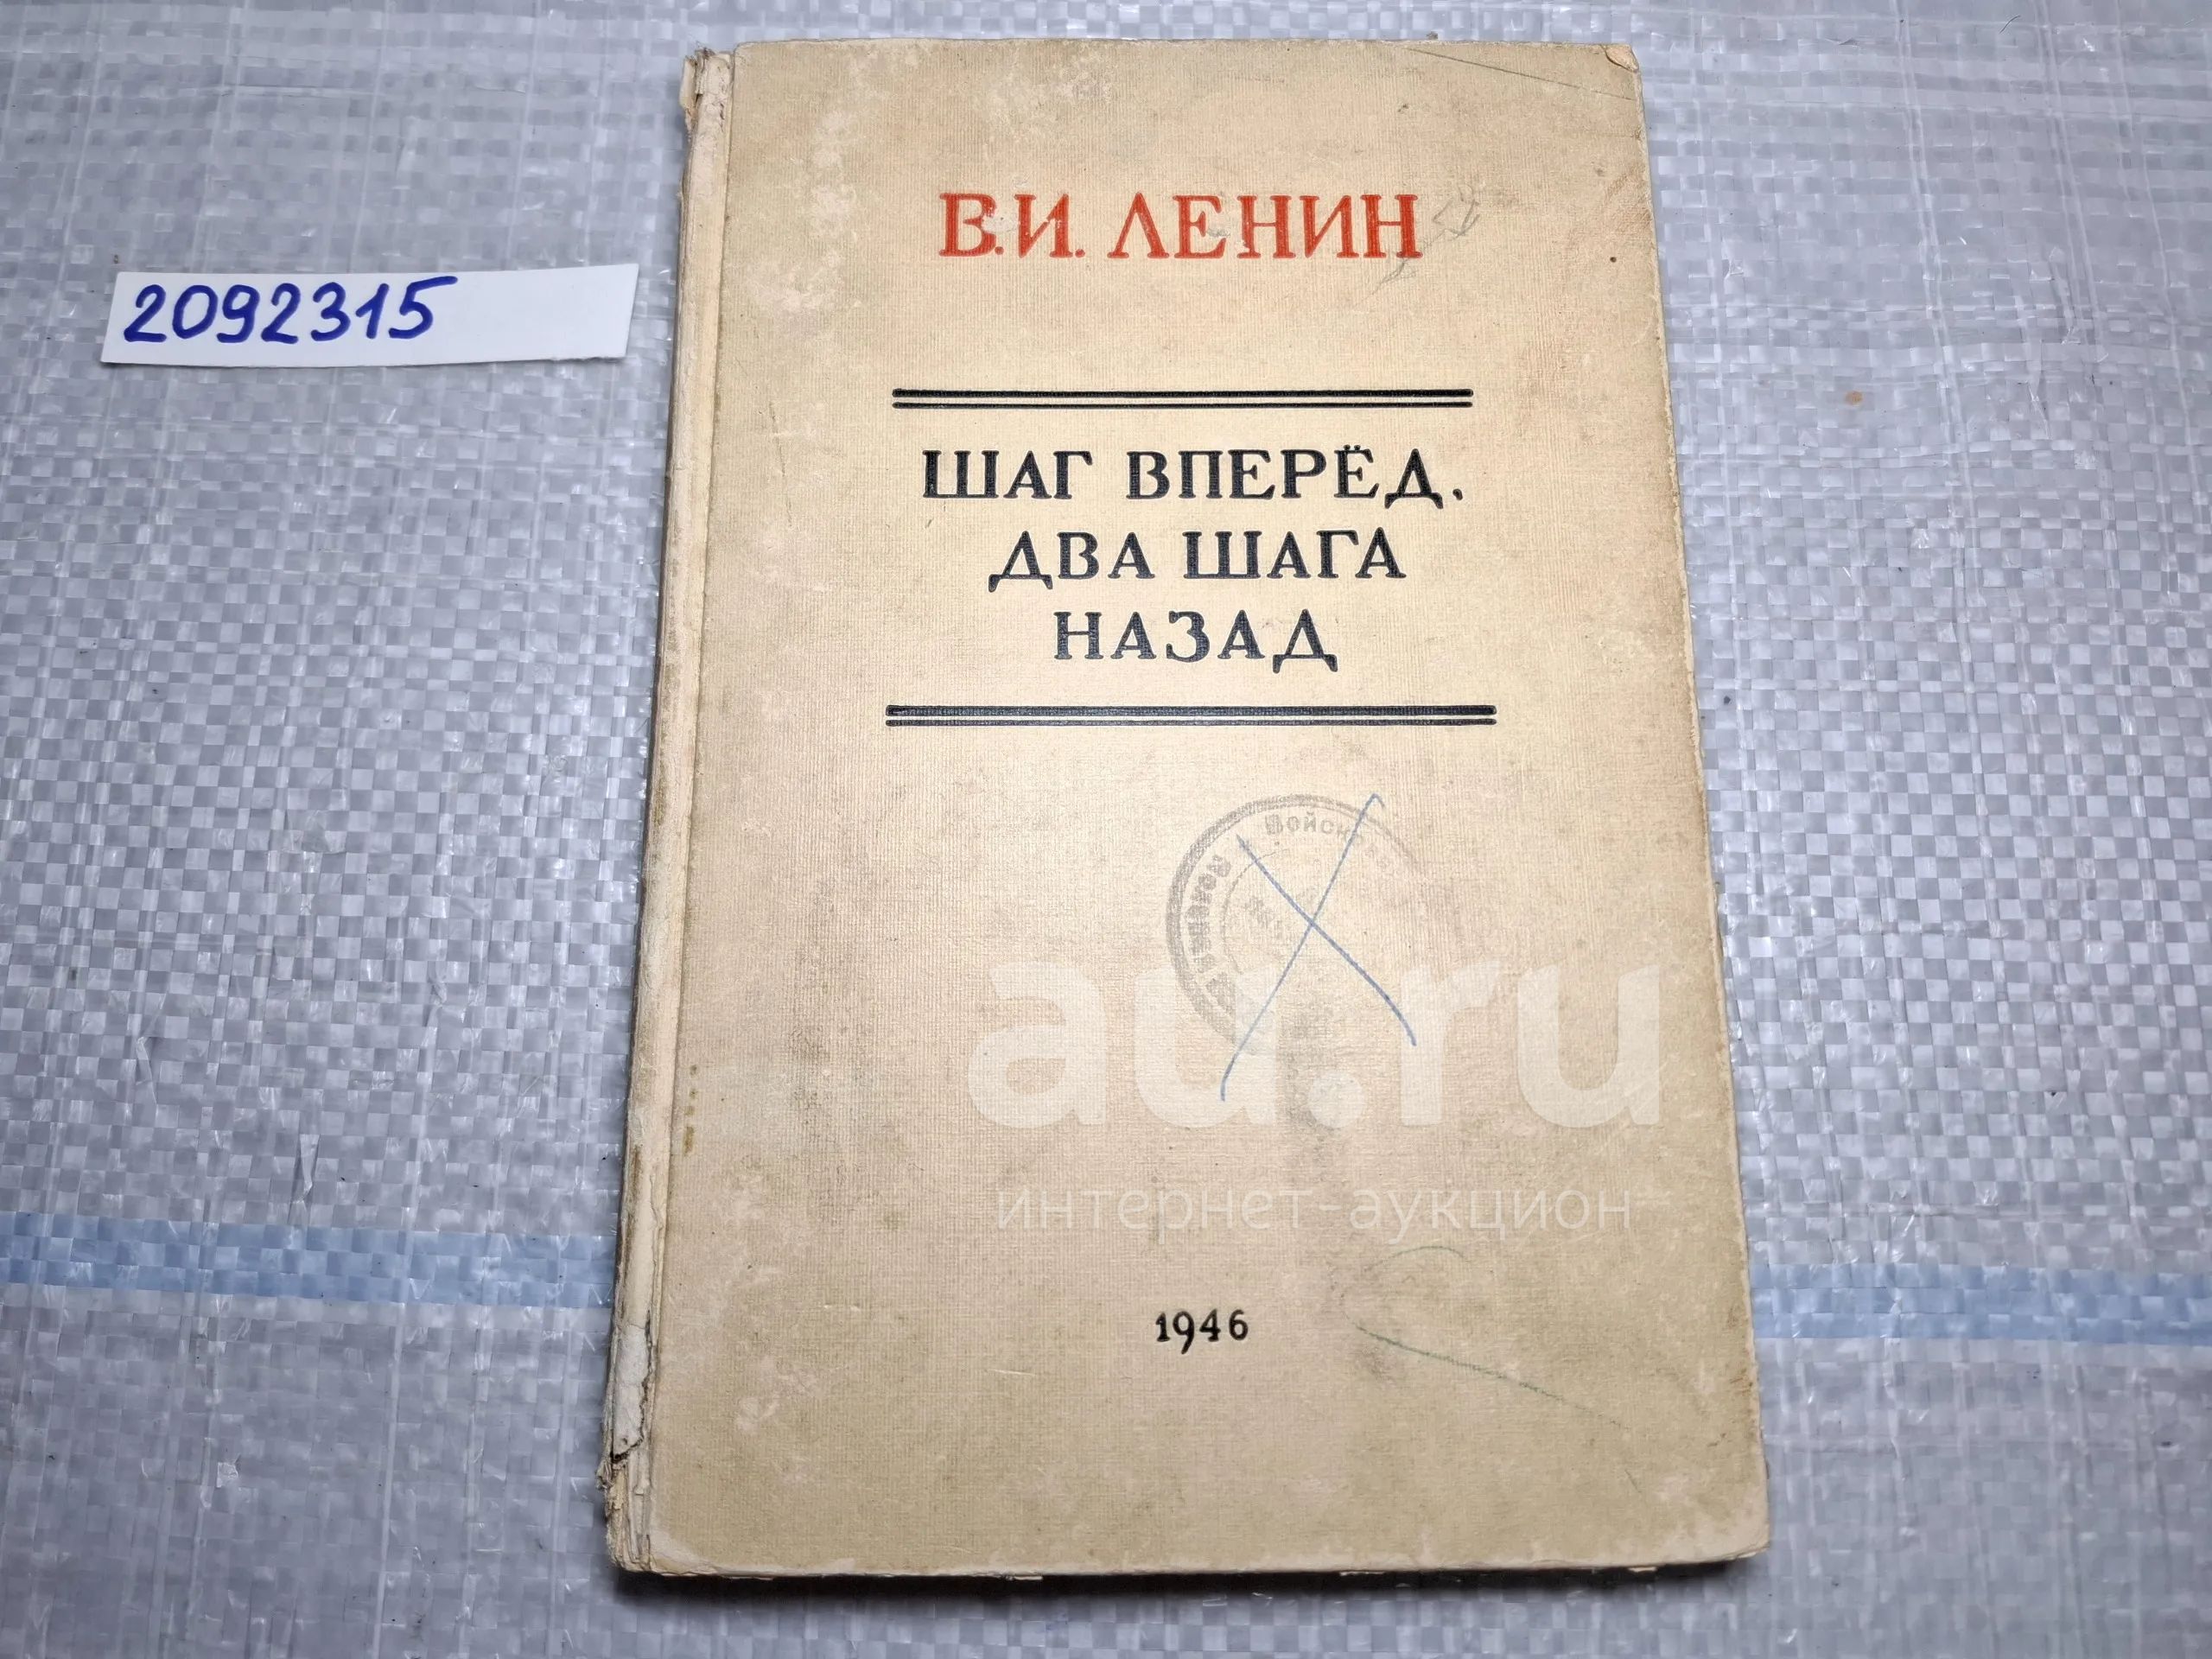 2092315
В.И. ЛЕНИН
ШАГ ВПЕРЁД,
ДВА ШАГА
НАЗАД
au.ru
интернет-аукцион
1946